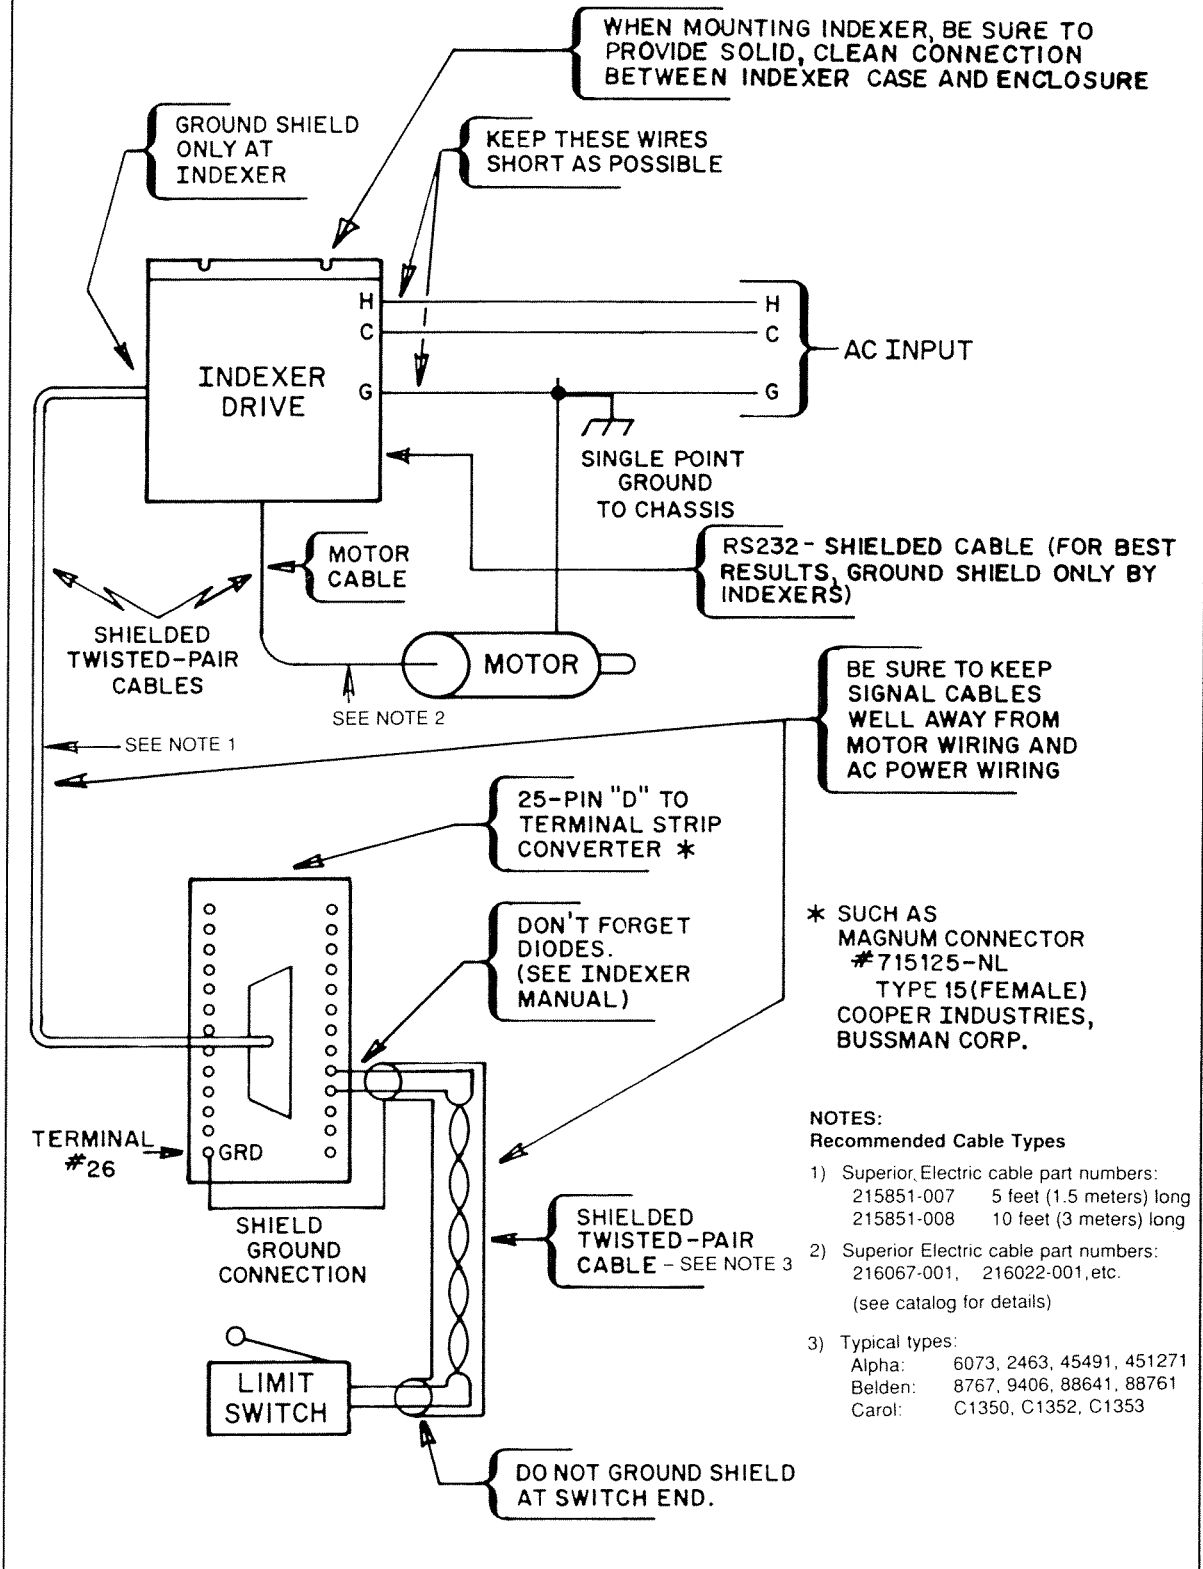 WHEN MOUNTING INDEXER, BE SURE TO
PROVIDE SOLID, CLEAN CONNECTION
BETWEEN INDEXER CASE AND ENCLOSURE
GROUND SHIELD
ONLY AT
INDEXER
KEEP THESE WIRES
SHORT AS POSSIBLE
H
C
G
H
C
G
AC INPUT
INDEXER
DRIVE
SINGLE POINT
GROUND
TO CHASSIS
MOTOR
CABLE
RS232 - SHIELDED CABLE (FOR BEST
RESULTS, GROUND SHIELD ONLY BY
INDEXERS)
SHIELDED
TWISTED-PAIR
CABLES
MOTOR
SEE NOTE 2
SEE NOTE 1
BE SURE TO KEEP
SIGNAL CABLES
WELL AWAY FROM
MOTOR WIRING AND
AC POWER WIRING
25-PIN "D" TO
TERMINAL STRIP
CONVERTER *
DON'T FORGET
DIODES.
(SEE INDEXER
MANUAL)
* SUCH AS
MAGNUM CONNECTOR
#715125-NL
TYPE 15(FEMALE)
COOPER INDUSTRIES,
BUSSMAN CORP.
TERMINAL
#26
GRD
SHIELD
GROUND
CONNECTION
SHIELDED
TWISTED-PAIR
CABLE - SEE NOTE 3
LIMIT
SWITCH
DO NOT GROUND SHIELD
AT SWITCH END.
NOTES:
Recommended Cable Types
1) Superior Electric cable part numbers:
215851-007 5 feet (1.5 meters) long
215851-008 10 feet (3 meters) long
2) Superior Electric cable part numbers:
216067-001, 216022-001, etc.
(see catalog for details)
3) Typical types:
Alpha: 6073, 2463, 45491, 451271
Belden: 8767, 9406, 88641, 88761
Carol: C1350, C1352, C1353